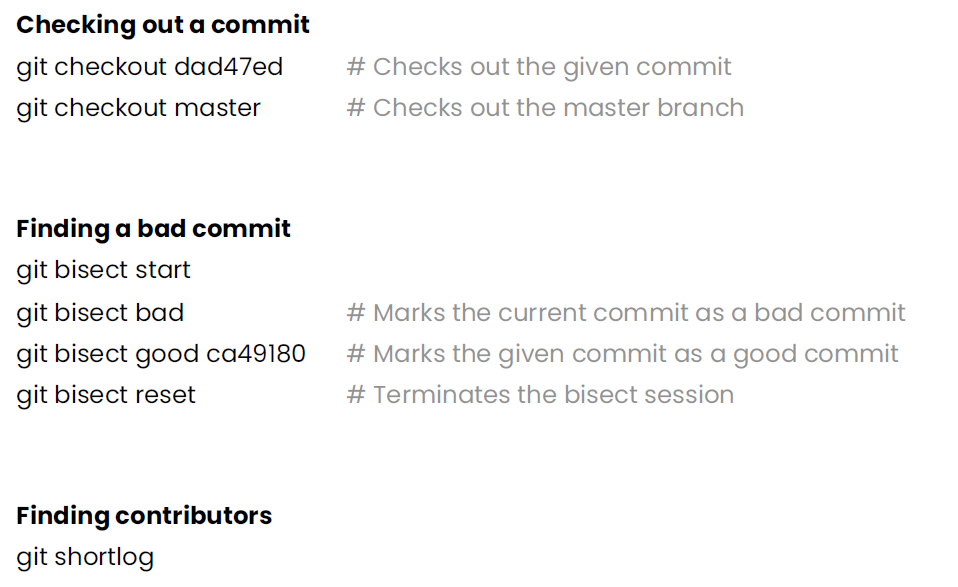 Checking out a commit
git checkout dad47ed # Checks out the given commit
git checkout master # Checks out the master branch
Finding a bad commit
git bisect start
git bisect bad # Marks the current commit as a bad commit
git bisect good ca49180 # Marks the given commit as a good commit
git bisect reset # Terminates the bisect session
Finding contributors
git shortlog